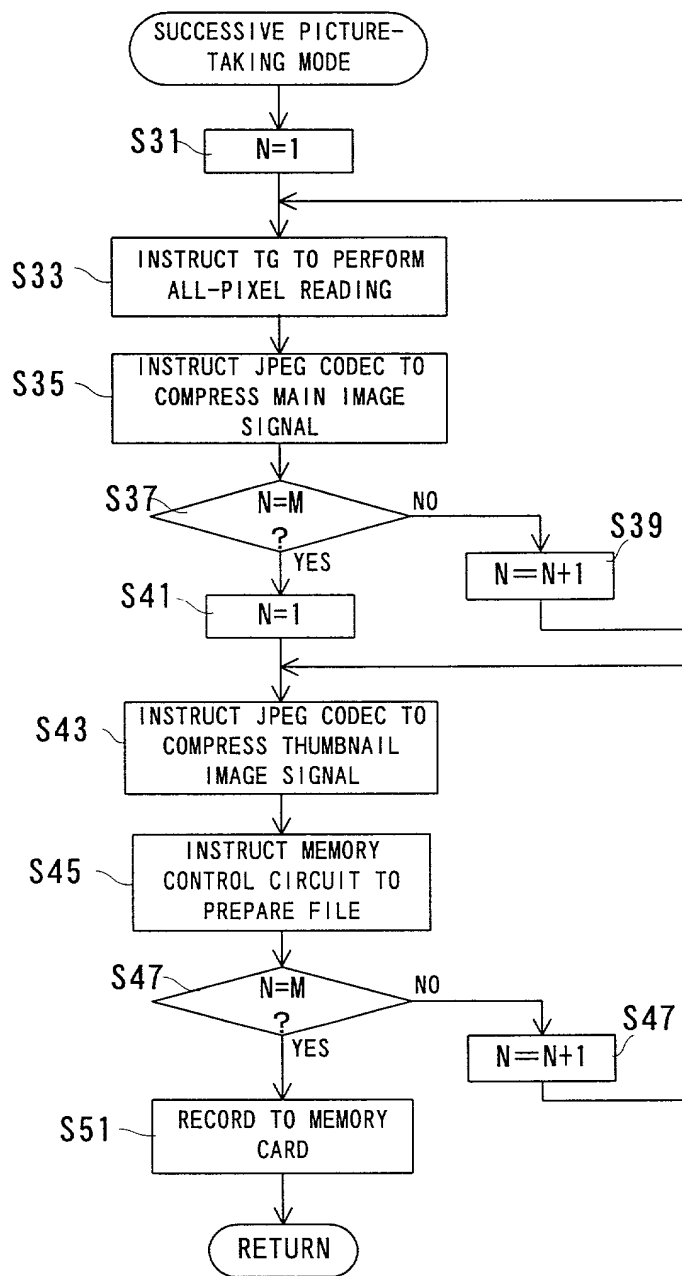 SUCCESSIVE PICTURE-
TAKING MODE
S31
N=1
S33
INSTRUCT TG TO PERFORM
ALL-PIXEL READING
S35
INSTRUCT JPEG CODEC TO
COMPRESS MAIN IMAGE
SIGNAL
S37
N=M
?
NO
YES
S39
N=N+1
S41
N=1
S43
INSTRUCT JPEG CODEC TO
COMPRESS THUMBNAIL
IMAGE SIGNAL
S45
INSTRUCT MEMORY
CONTROL CIRCUIT TO
PREPARE FILE
S47
N=M
?
NO
YES
S47
N=N+1
S51
RECORD TO MEMORY
CARD
RETURN